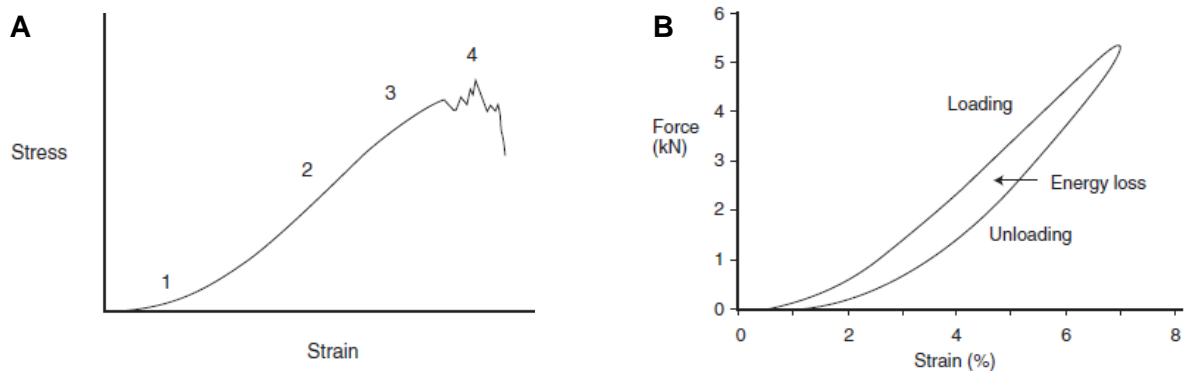 A
Stress
1
2
3
4
Strain
B
Force
(kN)
6
5
4
3
2
1
0
Loading
Energy loss
Unloading
0 2 4 6 8
Strain (%)